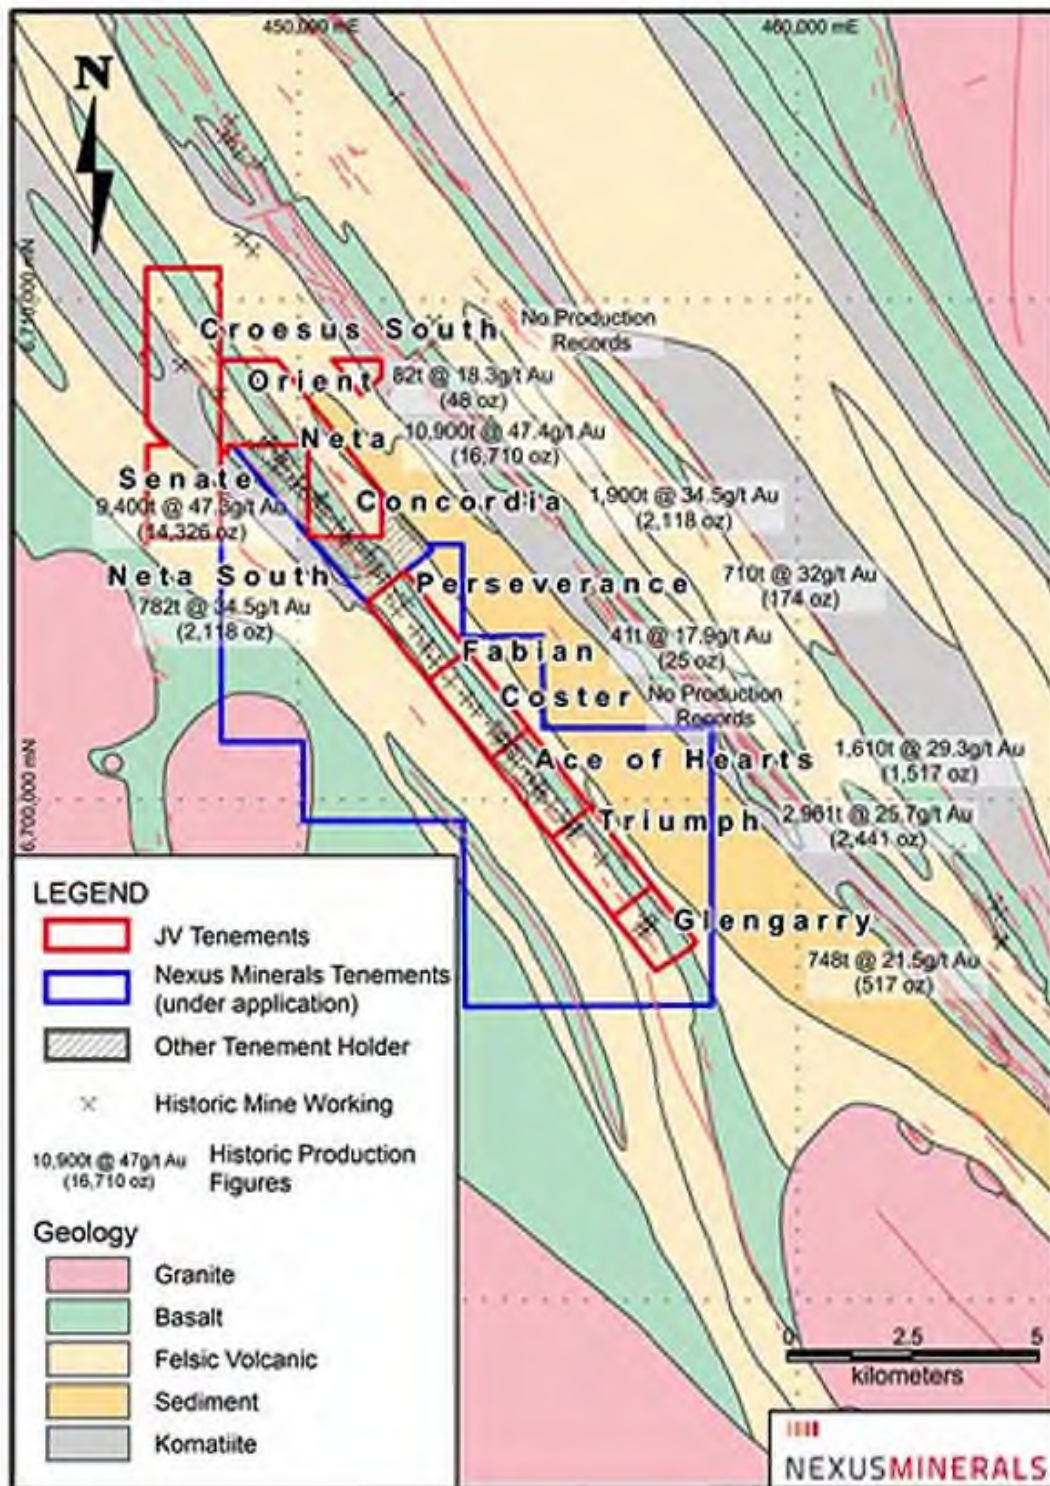 450,000 mE
460,000 mE
N
6,710,000 mN
Croesus South
No Production
Records
Orient
82t @ 18.3g/t Au
(48 oz)
Neta
10,900t @ 47.4g/t Au
(16,710 oz)
Senate
9,400t @ 47.3g/t Au
(14,326 oz)
Concordia
1,900t @ 34.5g/t Au
(2,118 oz)
Neta South
782t @ 34.5g/t Au
(2,118 oz)
Perseverance
710t @ 32g/t Au
(174 oz)
Fabian
41t @ 17.9g/t Au
(25 oz)
Coster
No Production
Records
6,700,000 mN
Ace of Hearts
1,610t @ 29.3g/t Au
(1,517 oz)
Triumph
2,961t @ 25.7g/t Au
(2,441 oz)
Glengarry
748t @ 21.5g/t Au
(517 oz)
LEGEND
JV Tenements
Nexus Minerals Tenements
(under application)
Other Tenement Holder
Historic Mine Working
10,900t @ 47g/t Au
(16,710 oz)
Historic Production
Figures
Geology
Granite
Basalt
Felsic Volcanic
Sediment
Komatiite
0 2.5 5
kilometers
NEXUSMINERALS